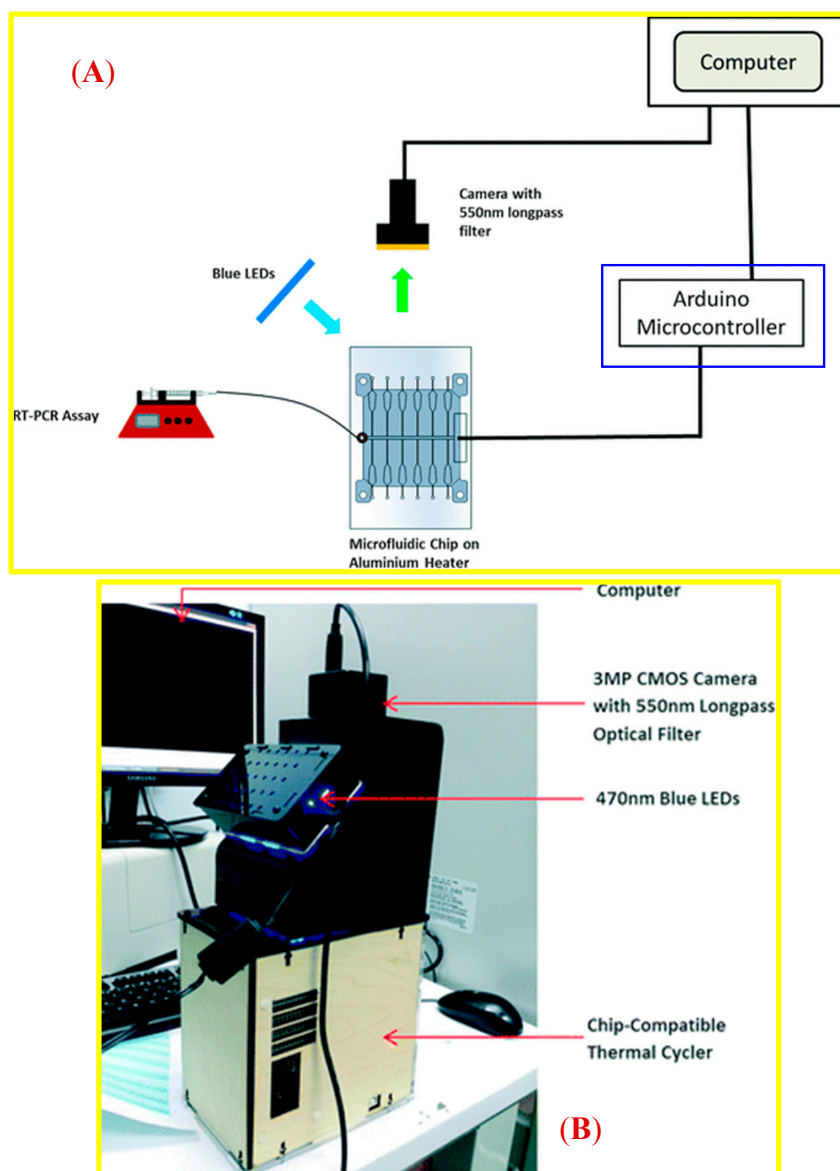 (A)
Computer
Camera with
550nm longpass
filter
Blue LEDs
Arduino
Microcontroller
RT-PCR Assay
Microfluidic Chip on
Aluminium Heater
Computer
3MP CMOS Camera
with 550nm Longpass
Optical Filter
SAMSUNG
470nm Blue LEDs
Chip-Compatible
Thermal Cycler
(B)